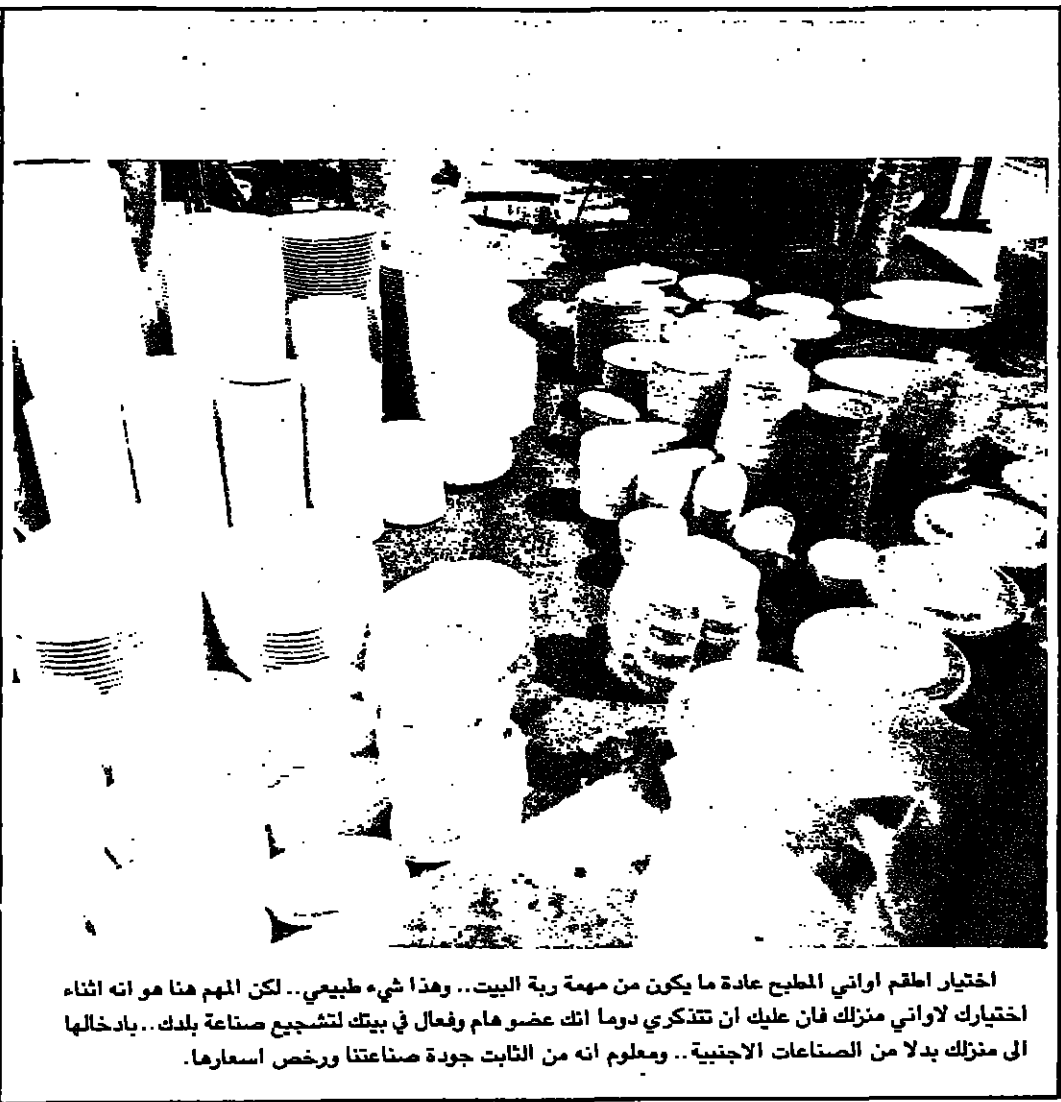 اختيار اطقم اواني المطبح عادة ما يكون من مهمة ربة البيت.. وهذا شيء طبيعي.. لكن المهم هنا هو انه اثناء
اختيارك لاواني منزلك فان عليك ان تتذكري دوما انك عضو هام وفعال في بيتك لتشجيع صناعة بلدك..بادخالها
الى منزلك بدلا من الصناعات الاجنبية.. ومعلوم انه من الثابت جودة صناعتنا ورخص اسعارها.